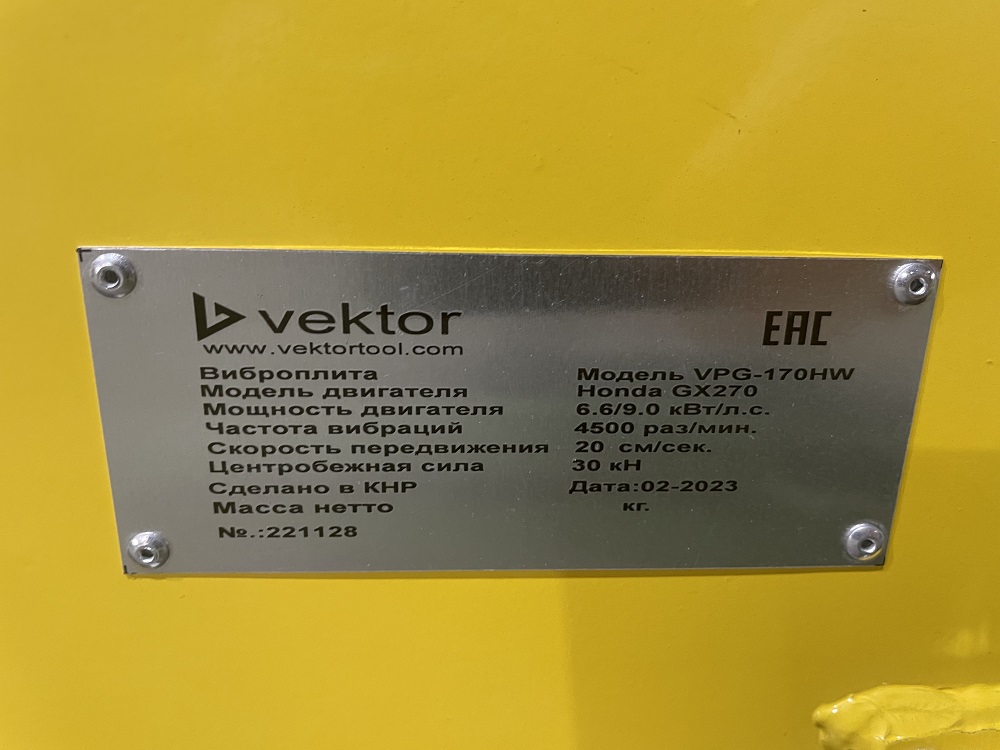 vektor
EAC
www.vektortool.com
Виброплита Модель VPG-170HW
Модель двигателя Honda GX270
Мощность двигателя 6.6/9.0 кВт/л.с.
Частота вибраций 4500 раз/мин.
Скорость передвижения 20 см/сек.
Центробежная сила 30 кН
Сделано в КНР Дата:02-2023
Масса нетто кг.
№.:221128